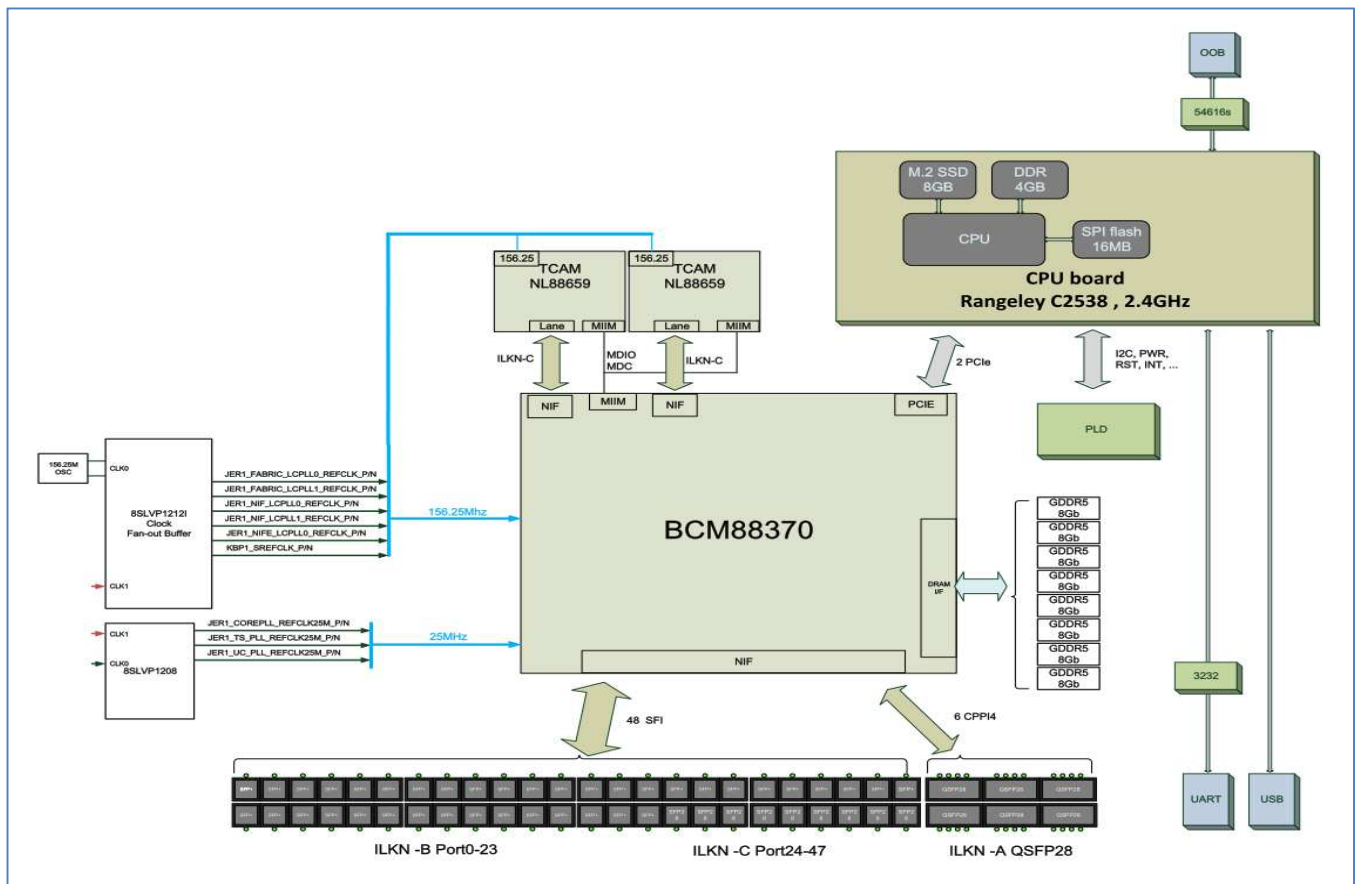 OOB
54616s
M.2 SSD
8GB
DDR
4GB
CPU
SPI flash
16MB
CPU board
Rangeley C2538 , 2.4GHz
156.25
TCAM
NL88659
Lane
MIIM
156.25
TCAM
NL88659
Lane
MIIM
ILKN-C
MDIO
MDC
ILKN-C
2 PCIe
I2C, PWR,
RST, INT, ...
NIF
MIIM
NIF
PCIE
PLD
156.25M
OSC
CLK0
8SLVP1212I
Clock
Fan-out Buffer
CLK1
JER1_FABRIC_LCPLL0_REFCLK_P/N
JER1_FABRIC_LCPLL1_REFCLK_P/N
JER1_NIF_LCPLL0_REFCLK_P/N
JER1_NIF_LCPLL1_REFCLK_P/N
JER1_NIFE_LCPLL0_REFCLK_P/N
KBP1_SREFCLK_P/N
156.25Mhz
BCM88370
DRAM
I/F
GDDR5
8Gb
GDDR5
8Gb
GDDR5
8Gb
GDDR5
8Gb
GDDR5
8Gb
GDDR5
8Gb
GDDR5
8Gb
GDDR5
8Gb
CLK1
CLK0
8SLVP1208
JER1_COREPLL_REFCLK25M_P/N
JER1_TS_PLL_REFCLK25M_P/N
JER1_UC_PLL_REFCLK25M_P/N
25MHz
NIF
48 SFI
6 CPPI4
3232
UART
USB
QSFP28 QSFP28 QSFP28
QSFP28 QSFP28 QSFP28
ILKN -B Port0-23
ILKN -C Port24-47
ILKN -A QSFP28